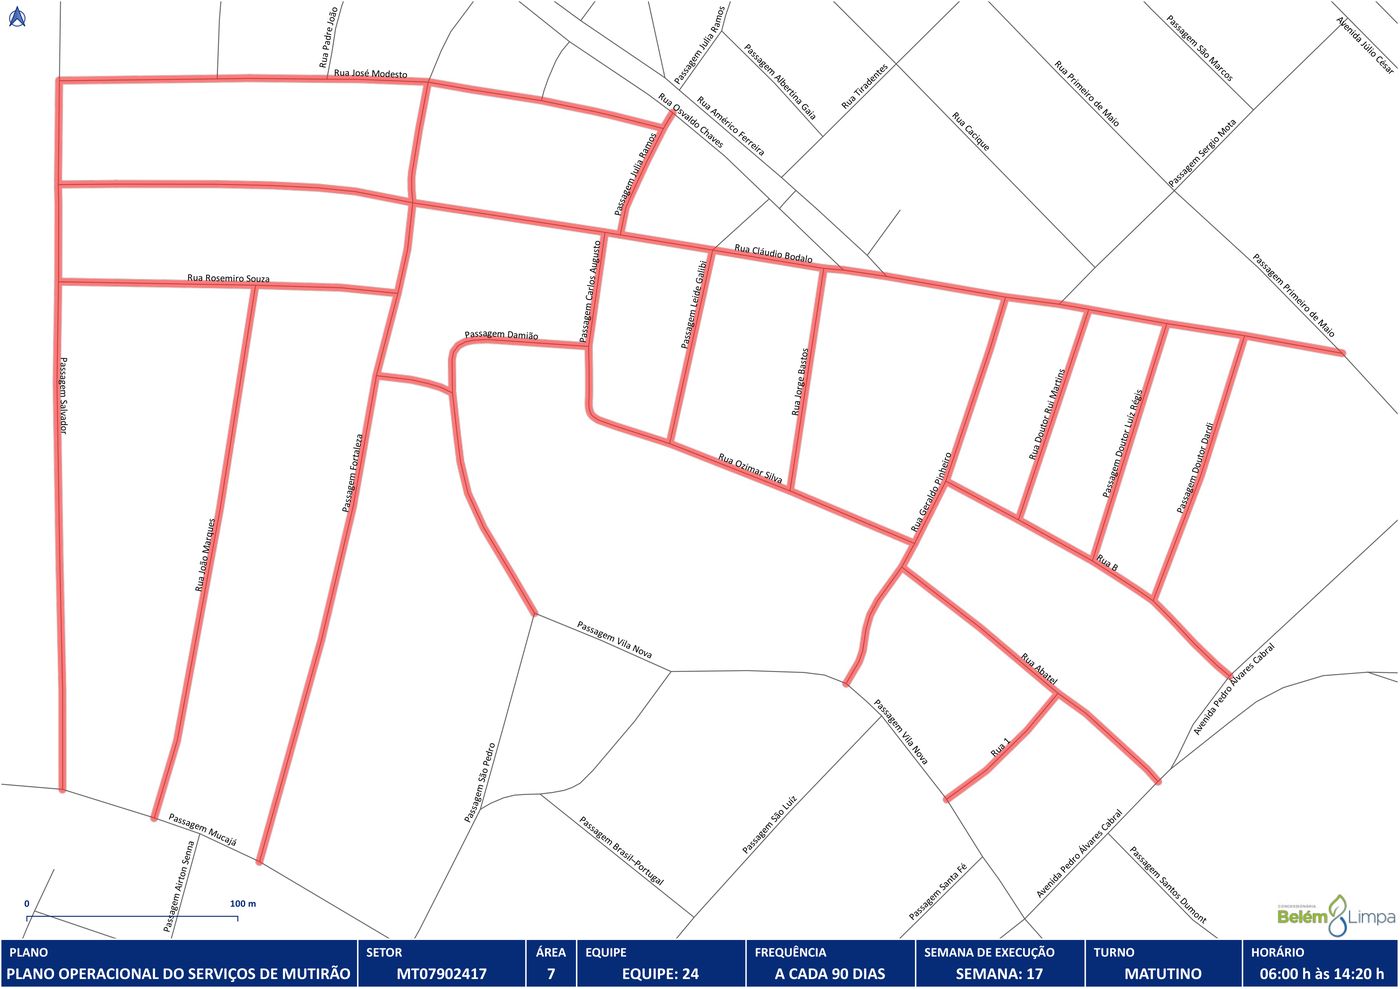 Rua Padre João
Rua José Modesto
Passagem Julia Ramos
Passagem Albertina Gaia
Rua Tiradentes
Rua Osvaldo Chaves
Rua Américo Ferreira
Rua Cacique
Rua Primeiro de Maio
Passagem São Marcos
Avenida Júlio César
Passagem Sergio Mota
Passagem Julia Ramos
Passagem Primeiro de Maio
Rua Cláudio Bodalo
Rua Rosemiro Souza
Passagem Carlos Augusto
Passagem Leide Galibi
Passagem Damião
Rua Jorge Bastos
Passagem Salvador
Rua Doutor Rui Martins
Passagem Doutor Luíz Régis
Passagem Doutor Dardi
Passagem Fortaleza
Rua Ozimar Silva
Rua Geraldo Pinheiro
Rua João Marques
Rua B
Passagem Vila Nova
Rua Abatel
Avenida Pedro Álvares Cabral
Passagem Vila Nova
Rua 1
Passagem São Pedro
Passagem São Luíz
Passagem Mucajá
Passagem Airton Senna
Passagem Brasil-Portugal
Passagem Santa Fé
Avenida Pedro Álvares Cabral
Passagem Santos Dumont
0 100 m
CONCESSIONÁRIA
Belém Limpa
PLANO
PLANO OPERACIONAL DO SERVIÇOS DE MUTIRÃO
SETOR
MT07902417
ÁREA
7
EQUIPE
EQUIPE: 24
FREQUÊNCIA
A CADA 90 DIAS
SEMANA DE EXECUÇÃO
SEMANA: 17
TURNO
MATUTINO
HORÁRIO
06:00 h às 14:20 h